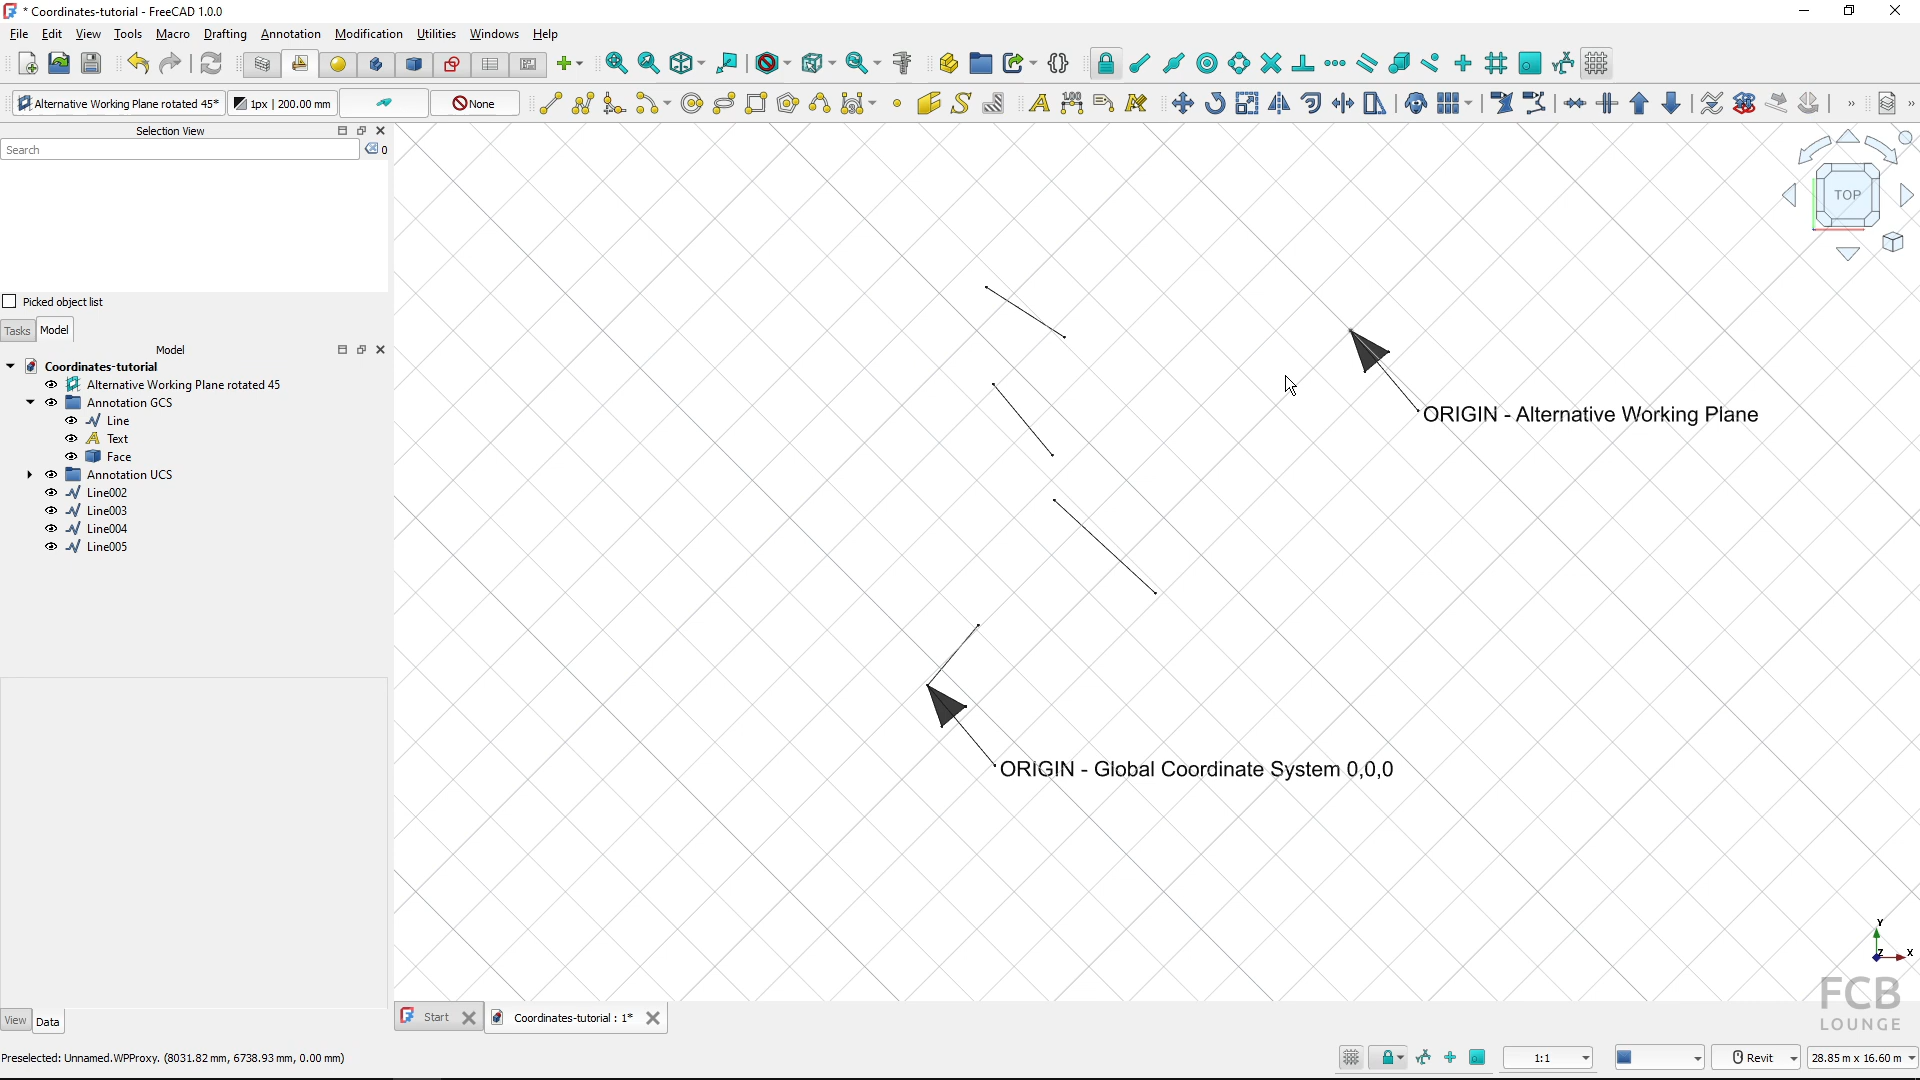 * Coordinates-tutorial - FreeCAD 1.0.0
File Edit View Tools Macro Drafting Annotation Modification Utilities Windows Help
Alternative Working Plane rotated 45* 1px | 200.00 mm None
Selection View
Search 0
Picked object list
Tasks Model
Model
Coordinates-tutorial
Alternative Working Plane rotated 45
Annotation GCS
Line
Text
Face
Annotation UCS
Line002
Line003
Line004
Line005
TOP
ORIGIN - Alternative Working Plane
ORIGIN - Global Coordinate System 0,0,0
Y
Z X
FCB
LOUNGE
View Data
Start Coordinates-tutorial : 1*
Preselected: Unnamed.WPProxy. (8031.82 mm, 6738.93 mm, 0.00 mm)
1:1 Revit 28.85 m x 16.60 m